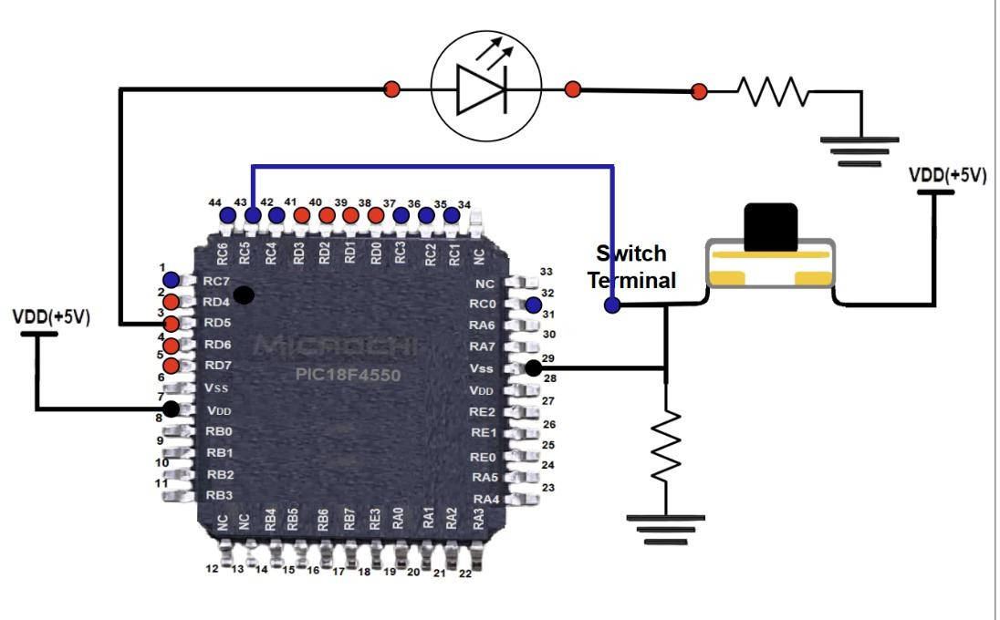 VDD(+5V)
44 43 42 41 40 39 38 37 36 35 34
RC6 RC5 RC4 RD3 RD2 RD1 RD0 RC3 RC2 RC1 NC
Switch
Terminal
1 RC7
2 RD4
3 RD5
4 RD6
5 RD7
6 VSS
7 VDD
8 RB0
9 RB1
10 RB2
11 RB3
VDD(+5V)
MICROCHI
PIC18F4550
NC 33
RC0 32
RA6 31
RA7 30
Vss 29
VDD 28
RE2 27
RE1 26
RE0 25
RA5 24
RA4 23
NC NC RB4 RB5 RB6 RB7 RE3 RA0 RA1 RA2 RA3
12 13 14 15 16 17 18 19 20 21 22